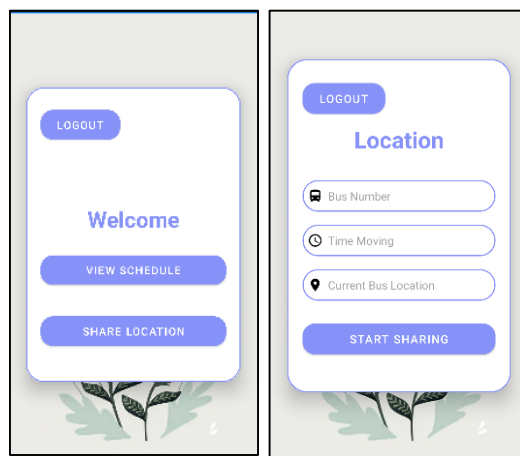 LOGOUT
Welcome
VIEW SCHEDULE
SHARE LOCATION
LOGOUT
Location
Bus Number
Time Moving
Current Bus Location
START SHARING